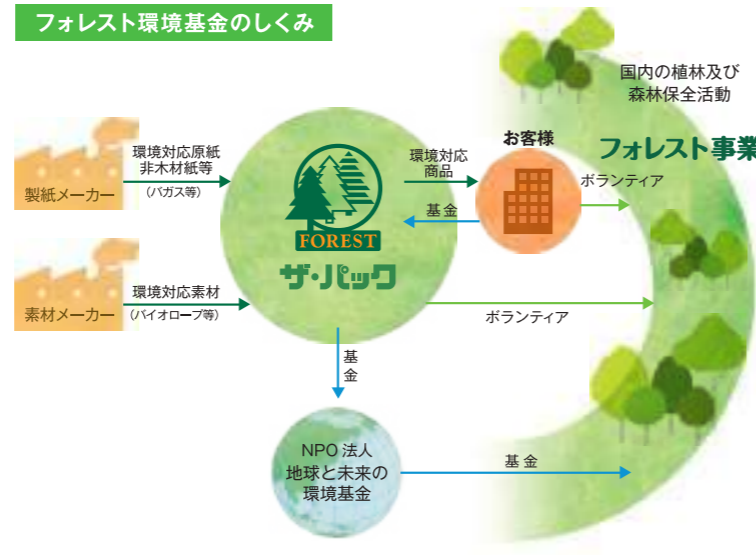 フォレスト環境基金のしくみ
国内の植林及び
森林保全活動
フォレスト事業
製紙メーカー
環境対応原紙
非木材紙等
（バガス等）
FOREST
ザ・パック
環境対応
商品
基金
お客様
ボランティア
素材メーカー
環境対応素材
（バイオロープ等）
ボランティア
基
金
NPO 法人
地球と未来の
環境基金
基 金